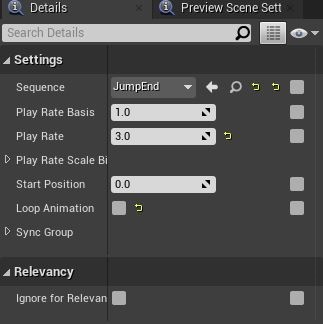 Details Preview Scene Sett
Search Details
Settings
Sequence JumpEnd
Play Rate Basis 1.0
Play Rate 3.0
Play Rate Scale Bi
Start Position 0.0
Loop Animation
Sync Group
Relevancy
Ignore for Relevan